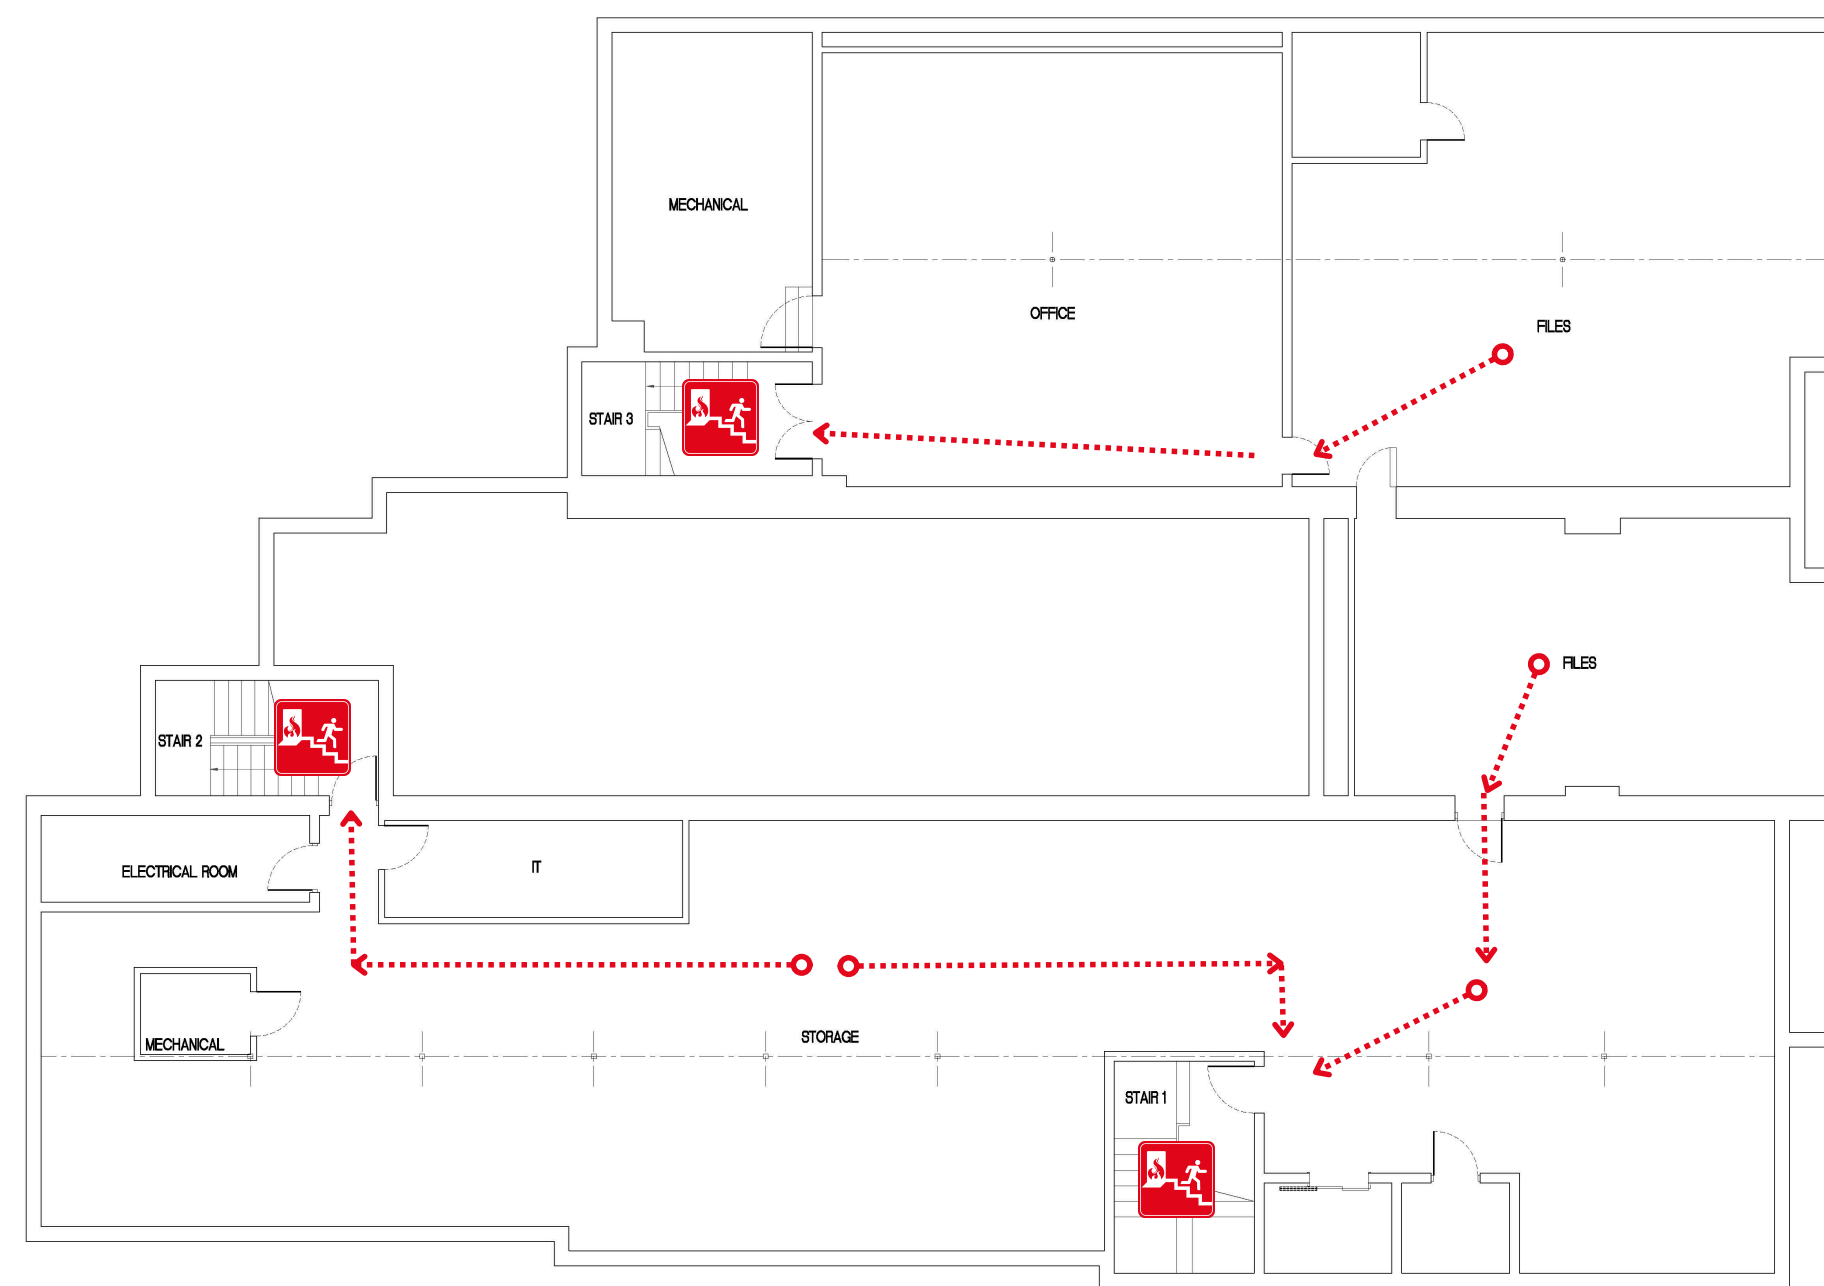 MECHANICAL
OFFICE
FILES
STAIR 3
FILES
STAIR 2
ELECTRICAL ROOM
IT
STORAGE
MECHANICAL
STAIR 1